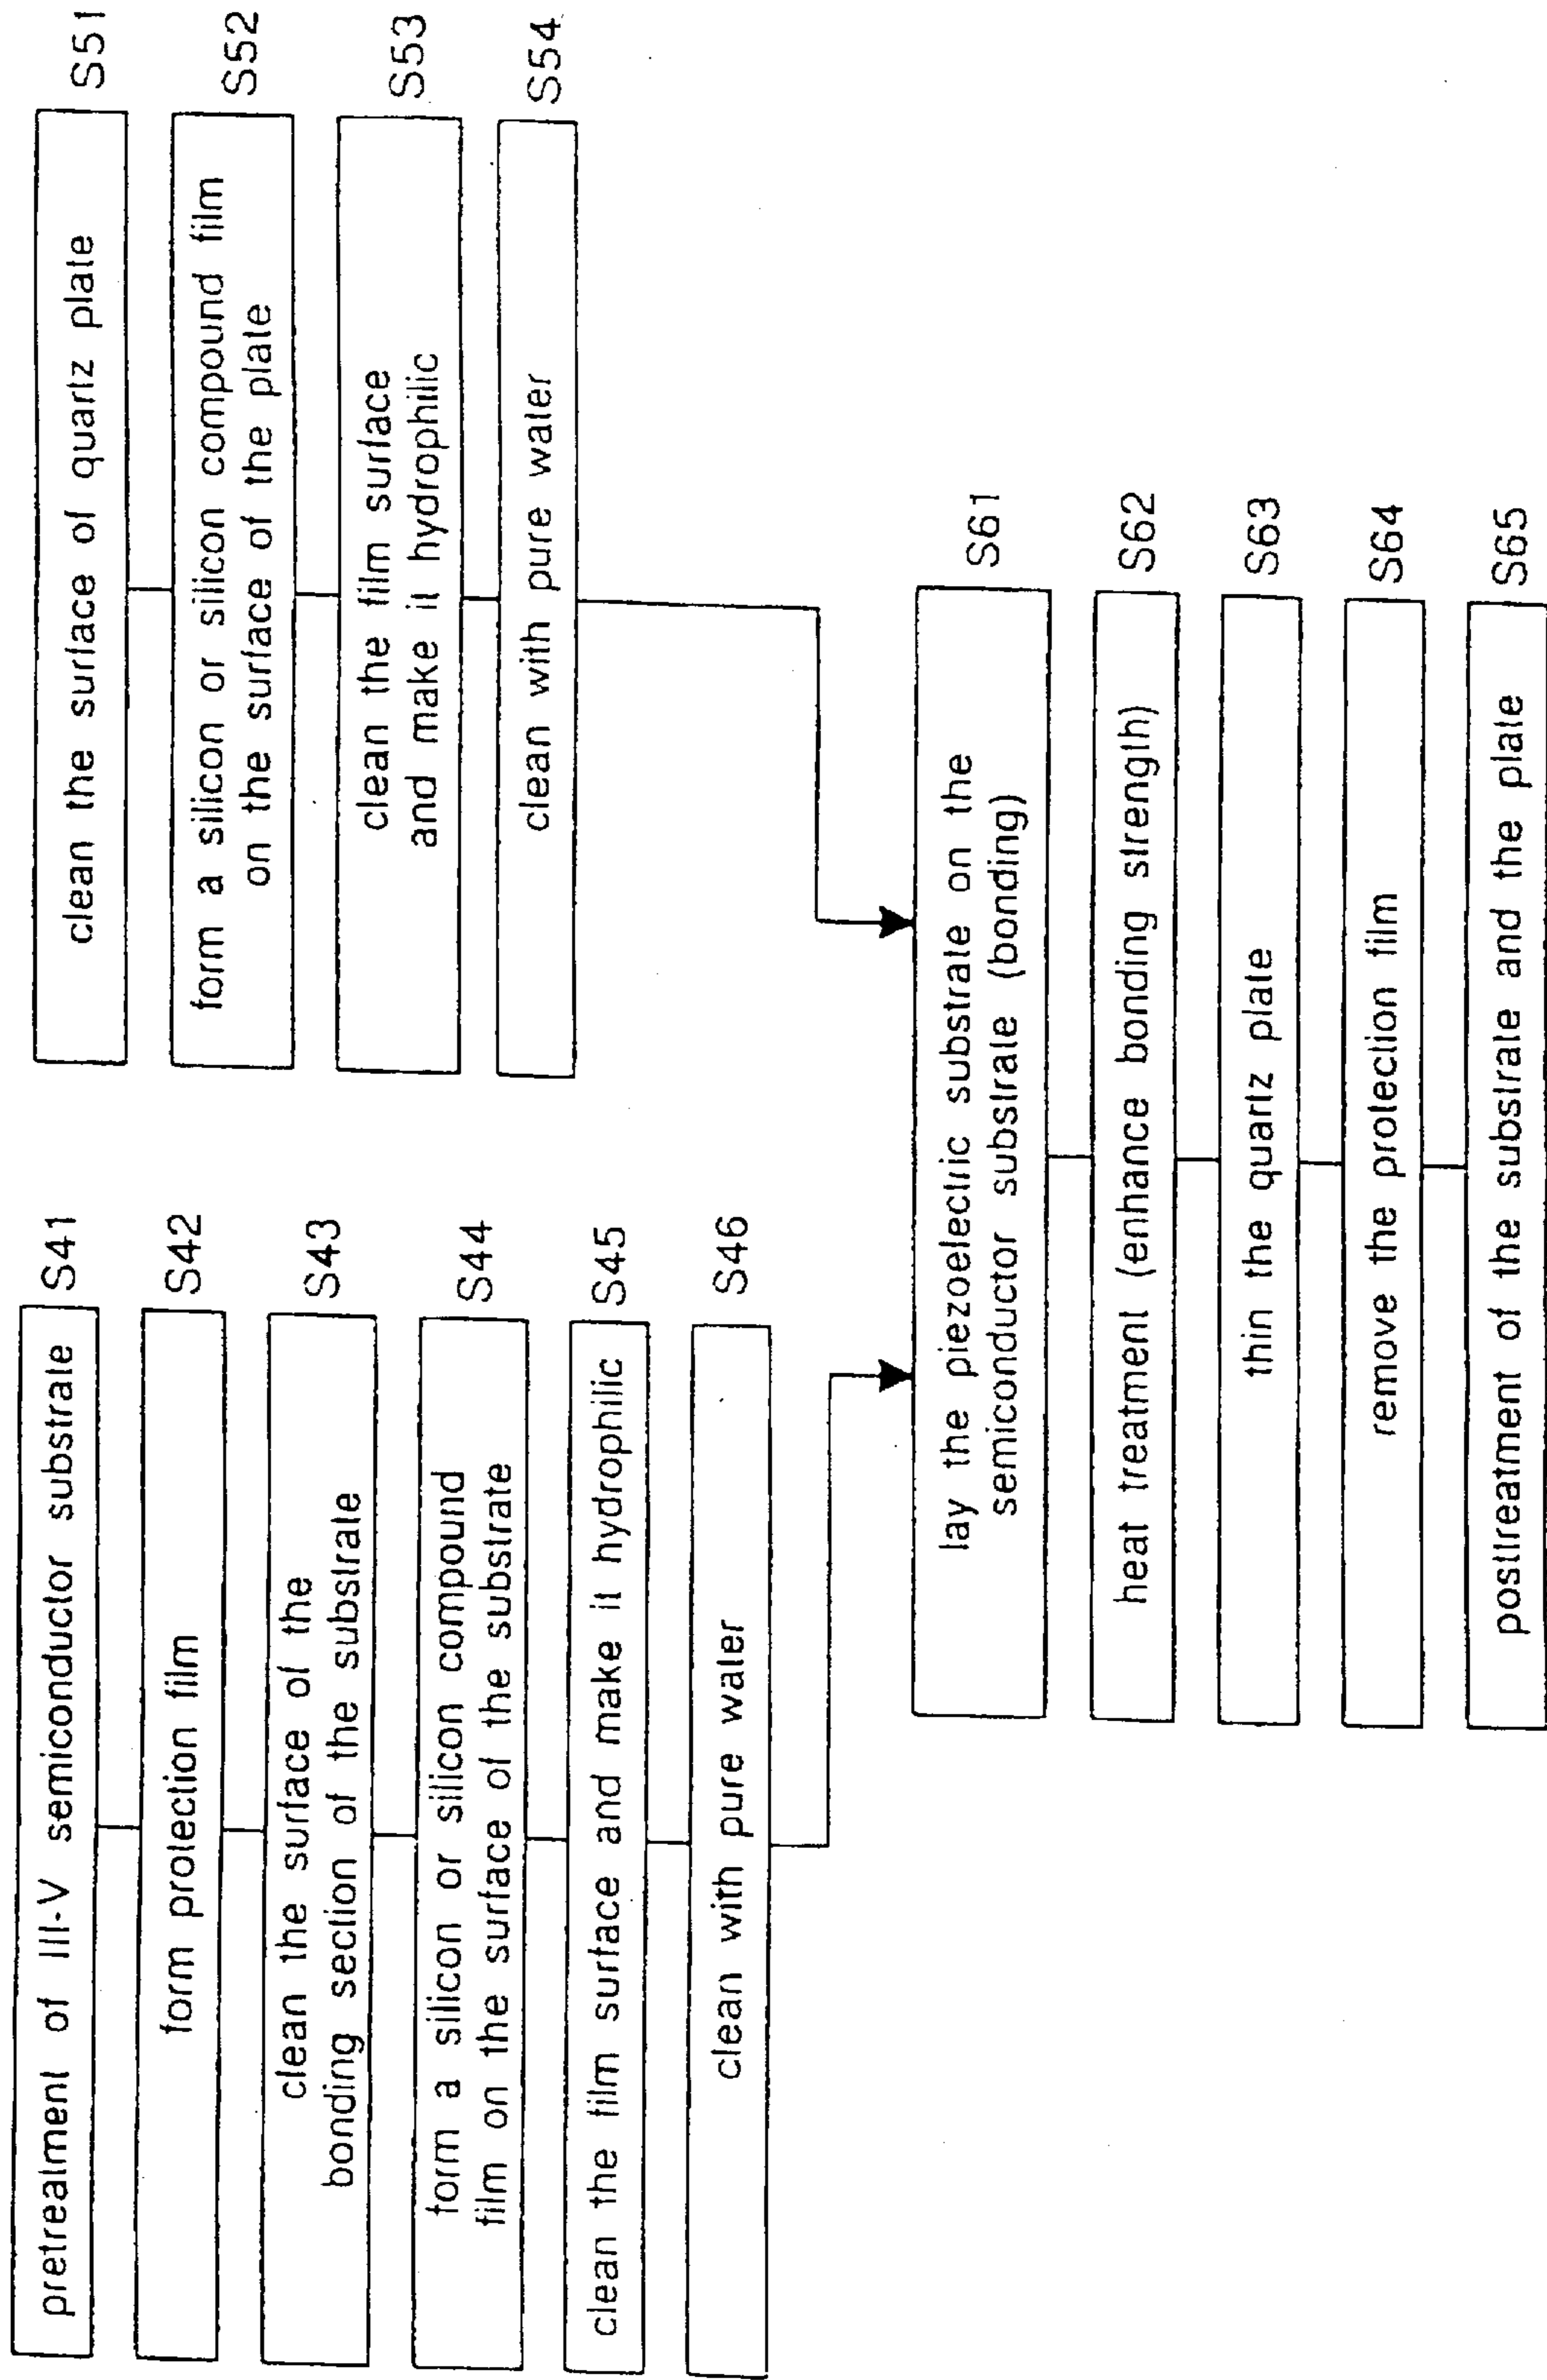 pretreatment of III-V semiconductor substrate S41
form protection film S42
clean the surface of the
bonding section of the substrate S43
form a silicon or silicon compound
film on the surface of the substrate S44
clean the film surface and make it hydrophilic S45
clean with pure water S46
clean the surface of quartz plate S51
form a silicon or silicon compound film
on the surface of the plate S52
clean the film surface
and make it hydrophilic S53
clean with pure water S54
lay the piezoelectric substrate on the
semiconductor substrate (bonding) S61
heat treatment (enhance bonding strength) S62
thin the quartz plate S63
remove the protection film S64
posttreatment of the substrate and the plate S65